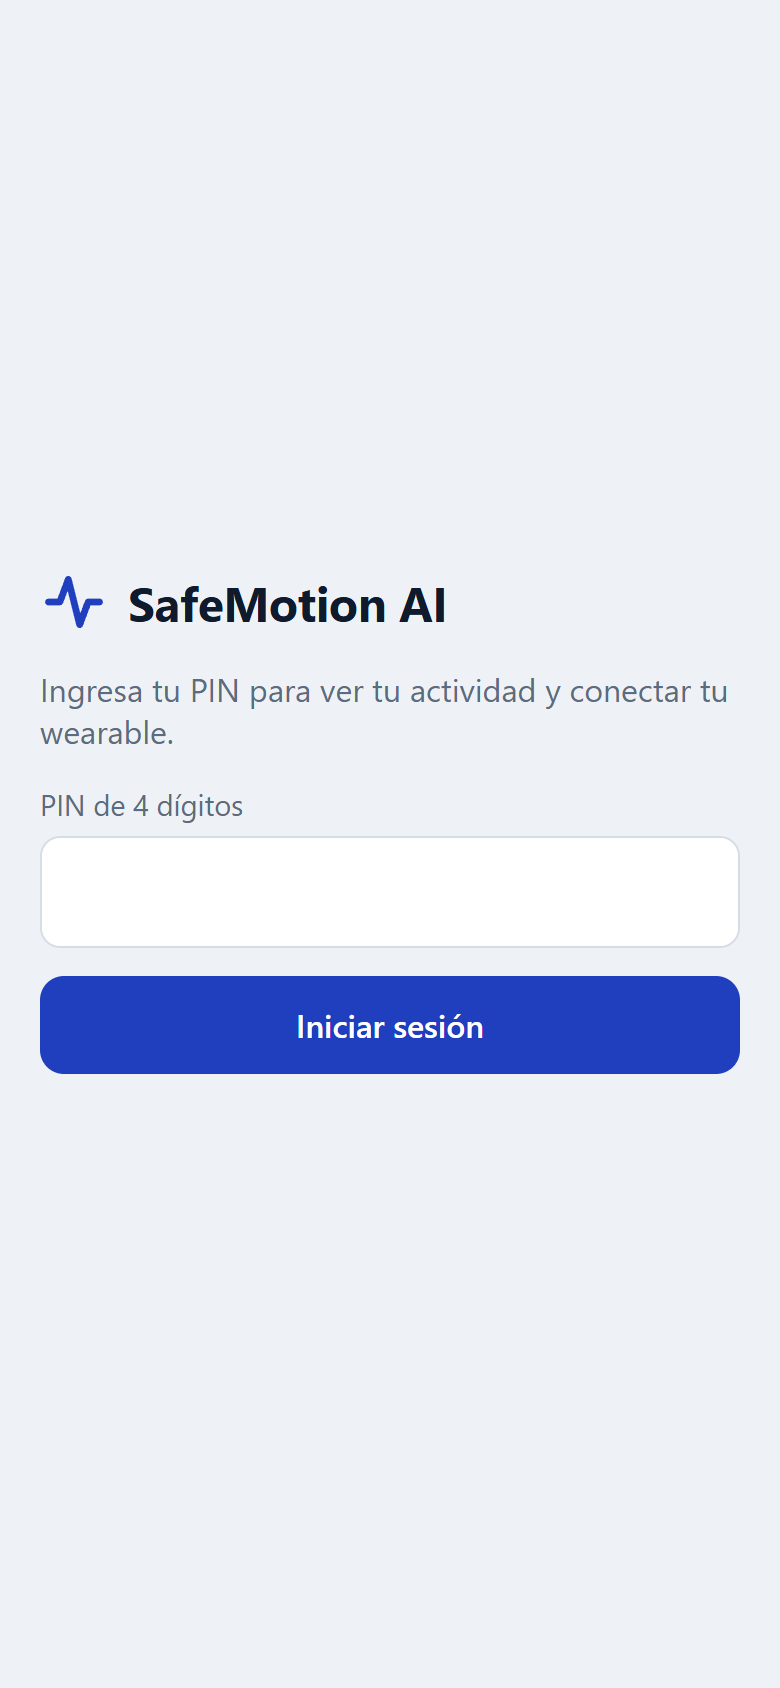 SafeMotion AI
Ingresa tu PIN para ver tu actividad y conectar tu
wearable.
PIN de 4 dígitos
Iniciar sesión